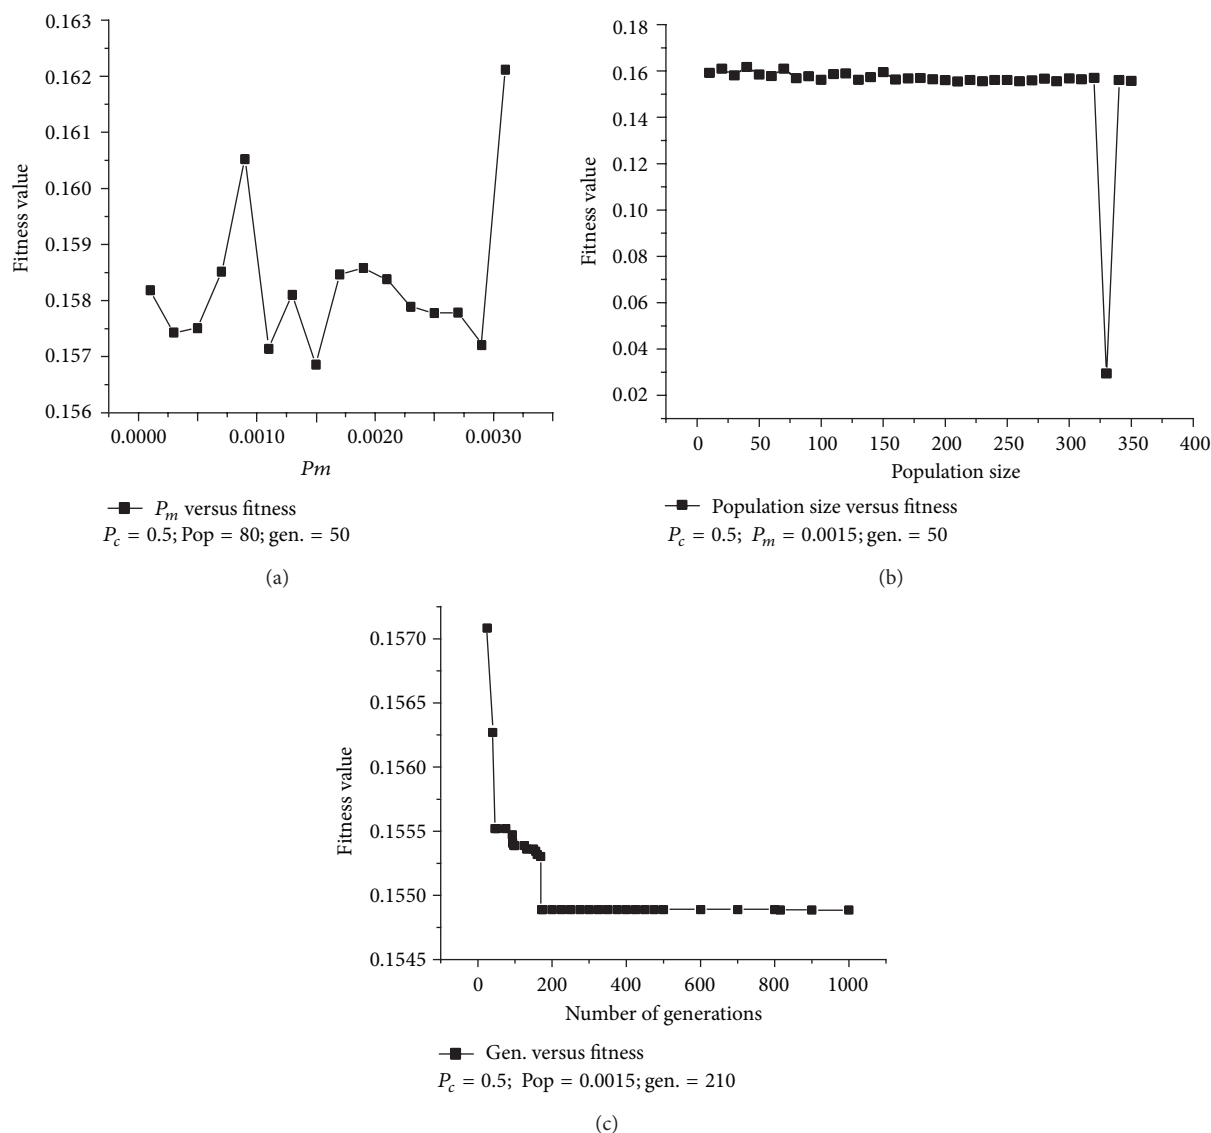 0.163
0.162
0.161
0.160
0.159
0.158
0.157
0.156
Fitness value
0.0000 0.0010 0.0020 0.0030
Pm
P_m versus fitness
P_c = 0.5; Pop = 80; gen. = 50
(a)
0.18
0.16
0.14
0.12
0.10
0.08
0.06
0.04
0.02
Fitness value
0 50 100 150 200 250 300 350 400
Population size
Population size versus fitness
P_c = 0.5; P_m = 0.0015; gen. = 50
(b)
0.1570
0.1565
0.1560
0.1555
0.1550
0.1545
Fitness value
0 200 400 600 800 1000
Number of generations
Gen. versus fitness
P_c = 0.5; Pop = 0.0015; gen. = 210
(c)